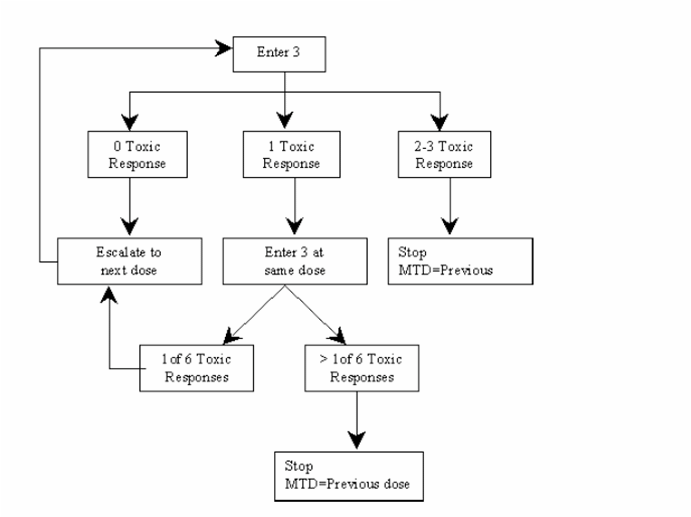 Enter 3
0 Toxic
Response
1 Toxic
Response
2-3 Toxic
Response
Escalate to
next dose
Enter 3 at
same dose
Stop
MTD=Previous
1of 6 Toxic
Responses
> 1of 6 Toxic
Responses
Stop
MTD=Previous dose